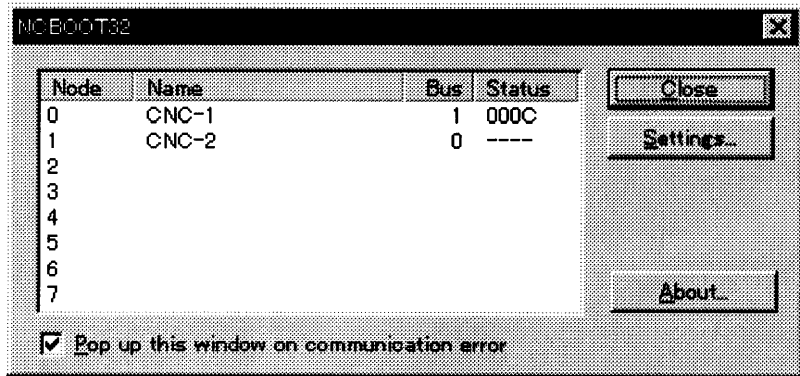 NCBOOT32
Node Name Bus Status
0 CNC-1 1 000C
1 CNC-2 0 ----
2
3
4
5
6
7
Close
Settings...
About...
Pop up this window on communication error